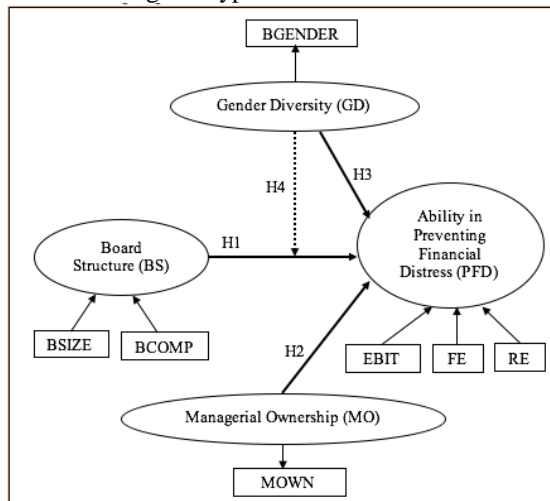 BGENDER
Gender Diversity (GD)
H4
H3
Board
Structure (BS)
H1
Ability in
Preventing
Financial
Distress (PFD)
BSIZE
BCOMP
H2
EBIT
FE
RE
Managerial Ownership (MO)
MOWN